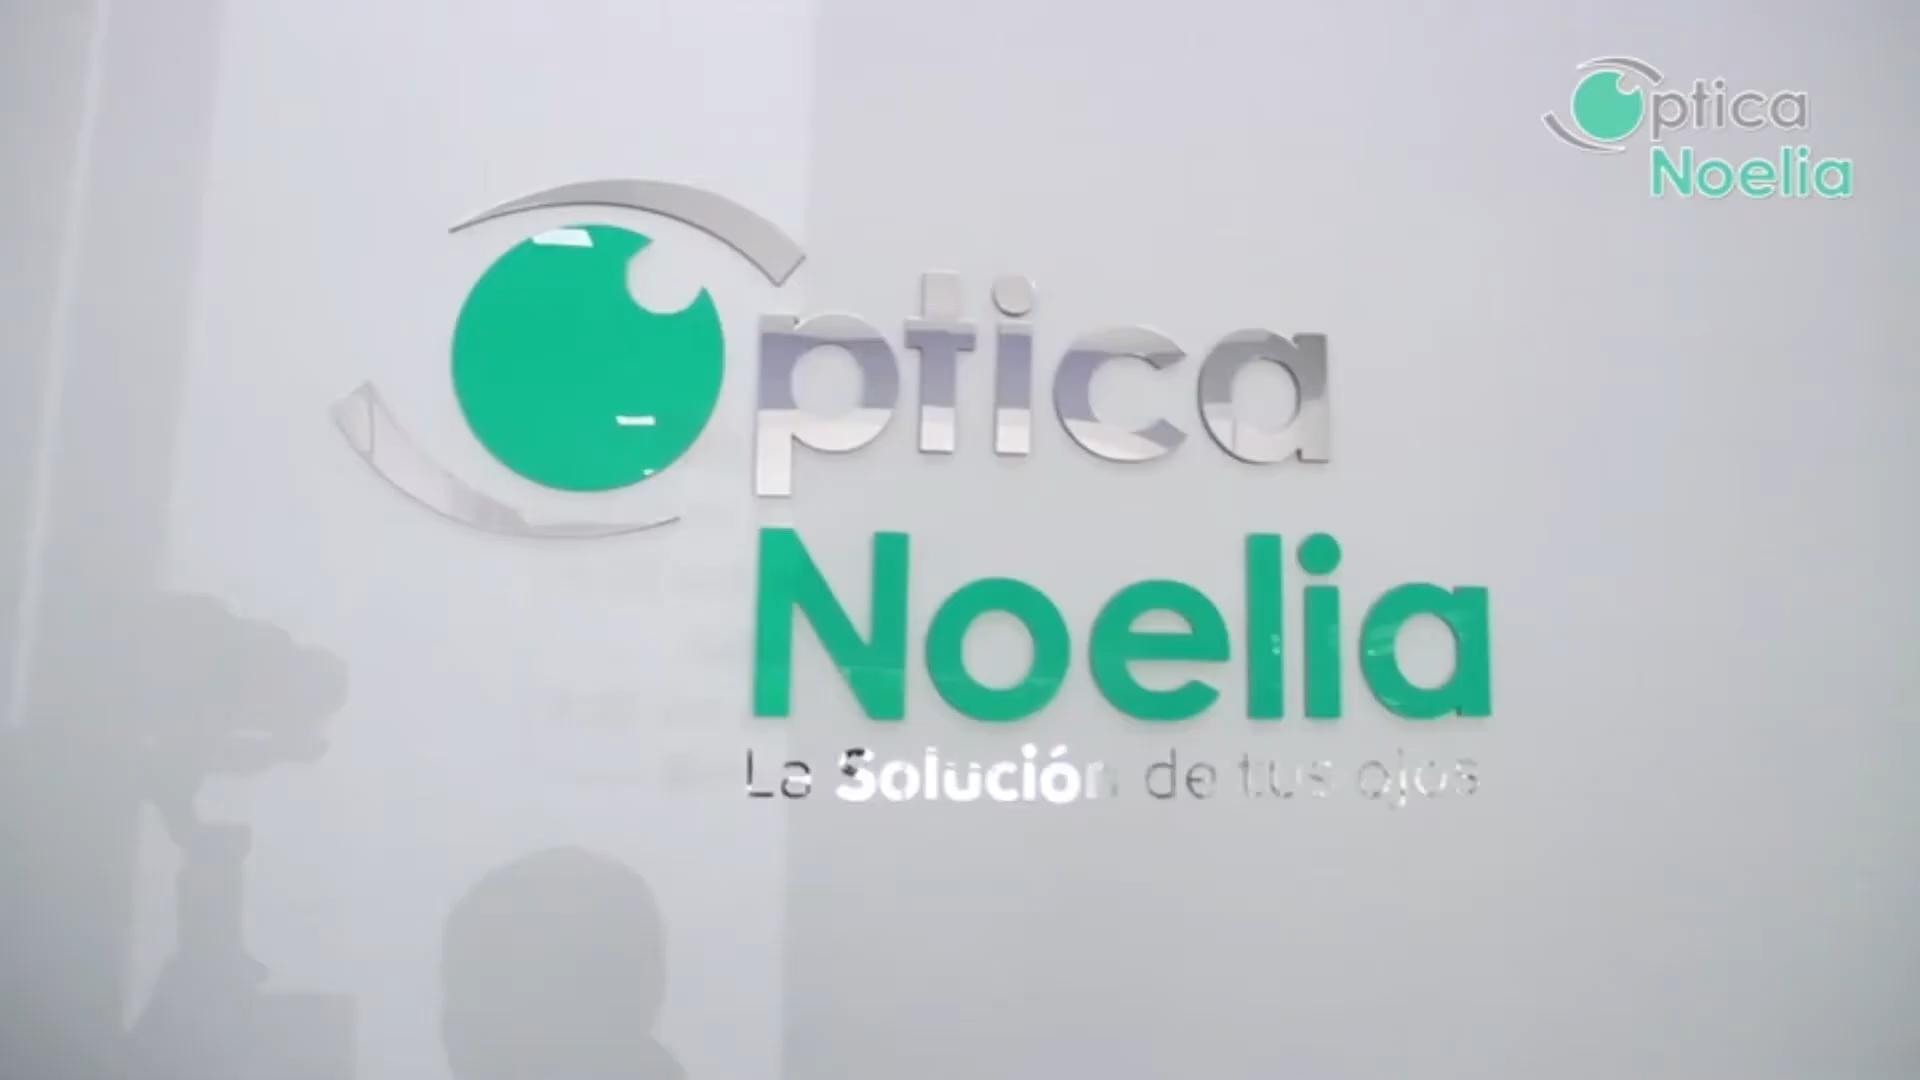 Optica
Noelia
Optica
Noelia
La Solución de tus ojos